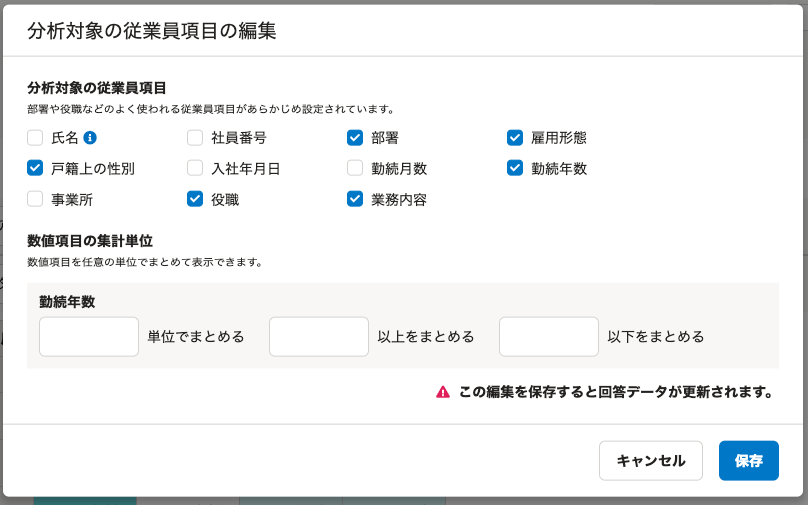 分析対象の従業員項目の編集
分析対象の従業員項目
部署や役職などのよく使われる従業員項目があらかじめ設定されています。
氏名 社員番号 部署 雇用形態
戸籍上の性別 入社年月日 勤続月数 勤続年数
事業所 役職 業務内容
数値項目の集計単位
数値項目を任意の単位でまとめて表示できます。
勤続年数
単位でまとめる 以上をまとめる 以下をまとめる
この編集を保存すると回答データが更新されます。
キャンセル 保存